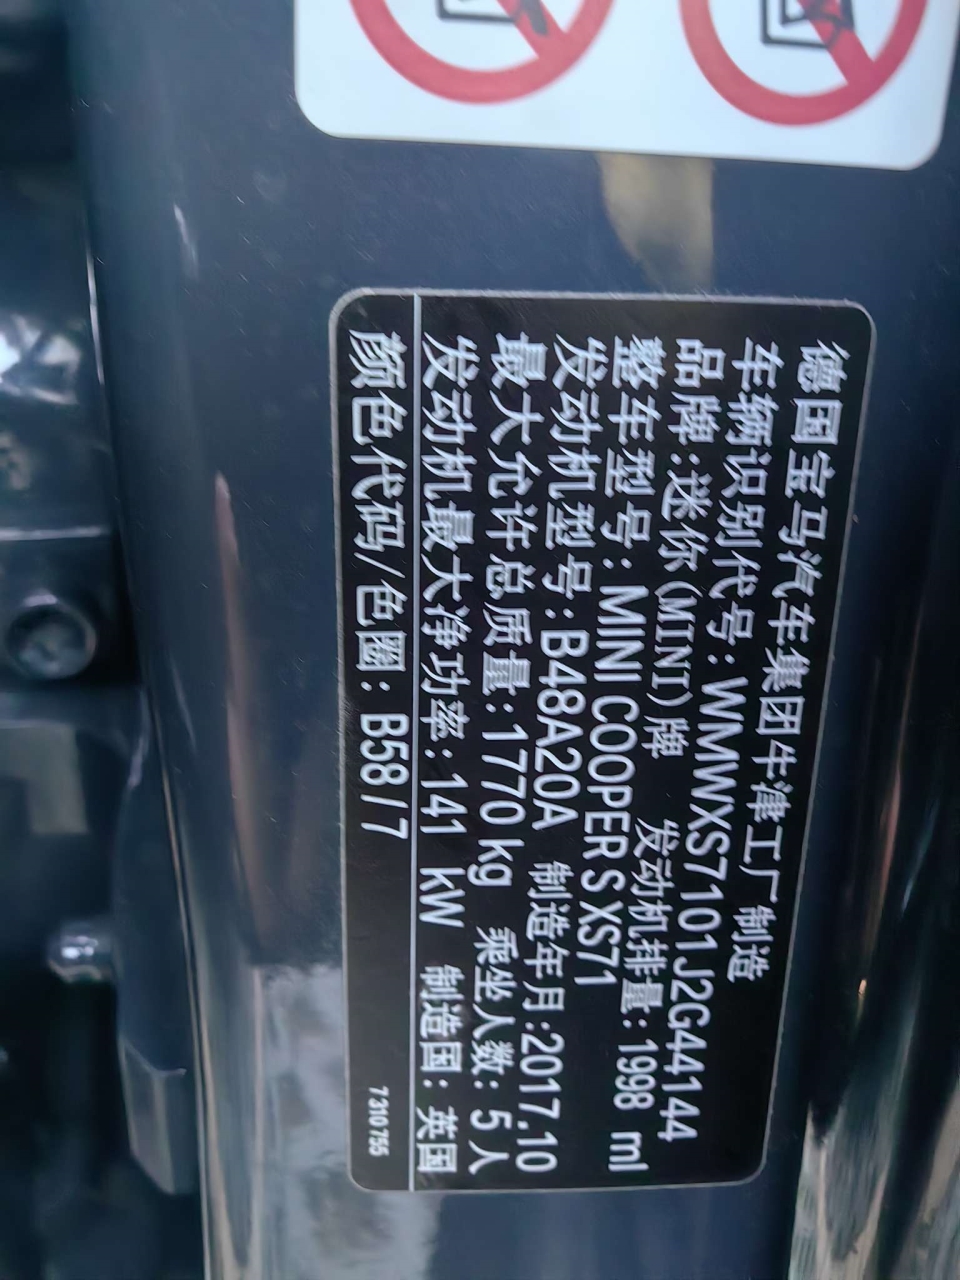 德国宝马汽车集团牛津工厂制造
车辆识别代号:WMWXS7101J2G44144
品牌:迷你(MINI)牌 发动机排量:1998 ml
整车型号:MINI COOPER S XS71
发动机型号:B48A20A 制造年月:2017.10
最大允许总质量:1770 kg 乘坐人数:5人
发动机最大净功率:141 kW 制造国:英国
颜色代码/色圈:B58/7
7310755